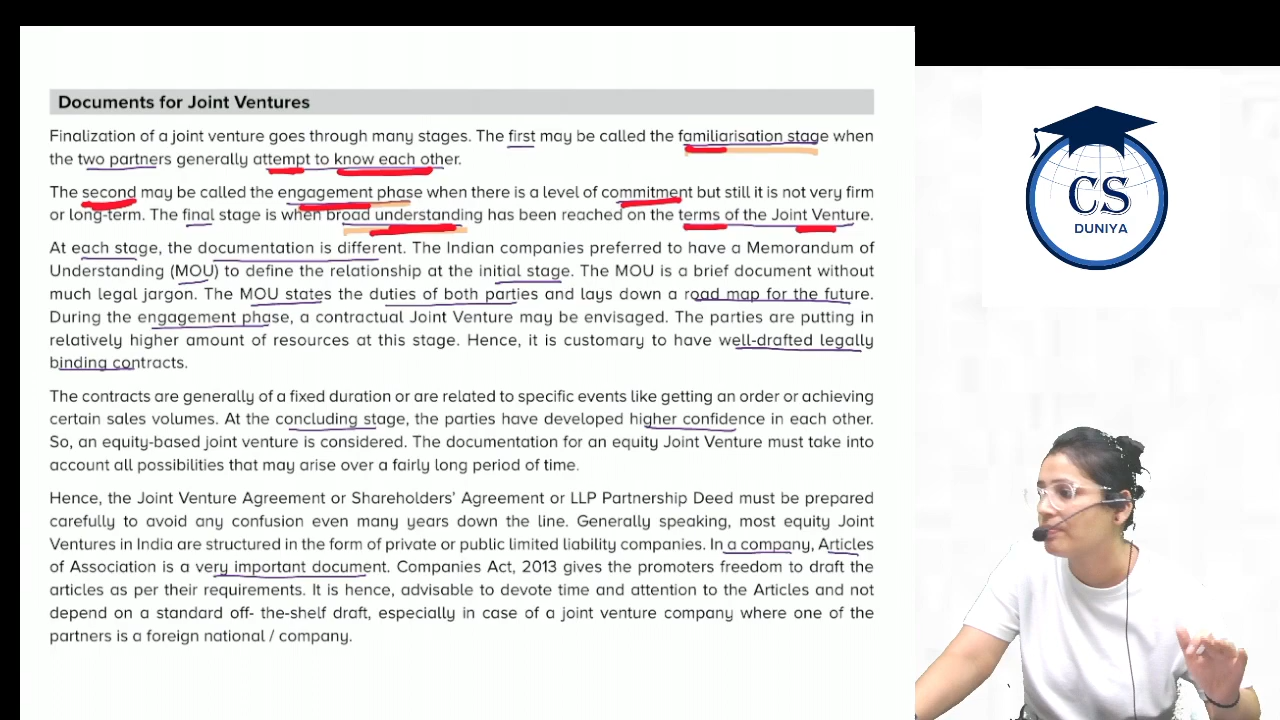 Documents for Joint Ventures
Finalization of a joint venture goes through many stages. The first may be called the familiarisation stage when
the two partners generally attempt to know each other.
The second may be called the engagement phase when there is a level of commitment but still it is not very firm
or long-term. The final stage is when broad understanding has been reached on the terms of the Joint Venture.
At each stage, the documentation is different. The Indian companies preferred to have a Memorandum of
Understanding (MOU) to define the relationship at the initial stage. The MOU is a brief document without
much legal jargon. The MOU states the duties of both parties and lays down a road map for the future.
During the engagement phase, a contractual Joint Venture may be envisaged. The parties are putting in
relatively higher amount of resources at this stage. Hence, it is customary to have well-drafted legally
binding contracts.
The contracts are generally of a fixed duration or are related to specific events like getting an order or achieving
certain sales volumes. At the concluding stage, the parties have developed higher confidence in each other.
So, an equity-based joint venture is considered. The documentation for an equity Joint Venture must take into
account all possibilities that may arise over a fairly long period of time.
Hence, the Joint Venture Agreement or Shareholders' Agreement or LLP Partnership Deed must be prepared
carefully to avoid any confusion even many years down the line. Generally speaking, most equity Joint
Ventures in India are structured in the form of private or public limited liability companies. In a company, Articles
of Association is a very important document. Companies Act, 2013 gives the promoters freedom to draft the
articles as per their requirements. It is hence, advisable to devote time and attention to the Articles and not
depend on a standard off- the-shelf draft, especially in case of a joint venture company where one of the
partners is a foreign national / company.
CS
DUNIYA